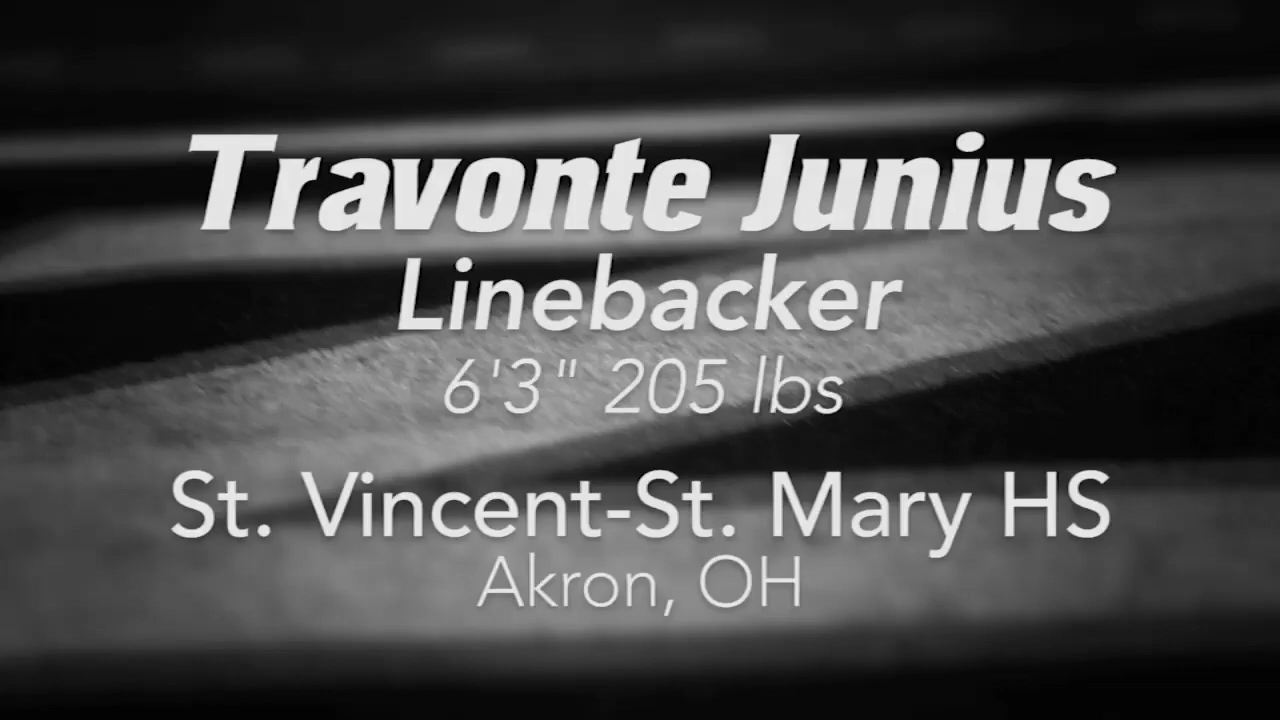 Travonte Junius
Linebacker
6'3" 205 lbs
St. Vincent-St. Mary HS
Akron, OH